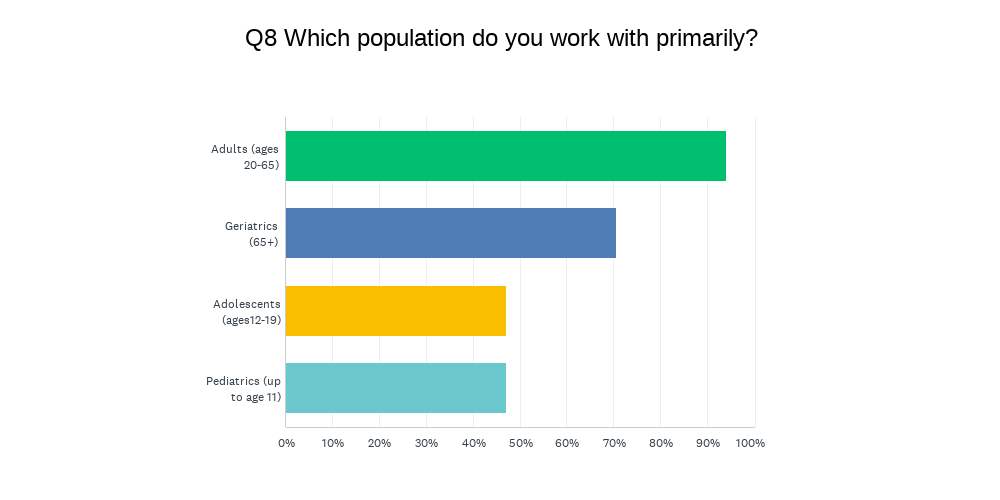 Q8 Which population do you work with primarily?
Adults (ages
20-65)
Geriatrics
(65+)
Adolescents
(ages12-19)
Pediatrics (up
to age 11)
0% 10% 20% 30% 40% 50% 60% 70% 80% 90% 100%